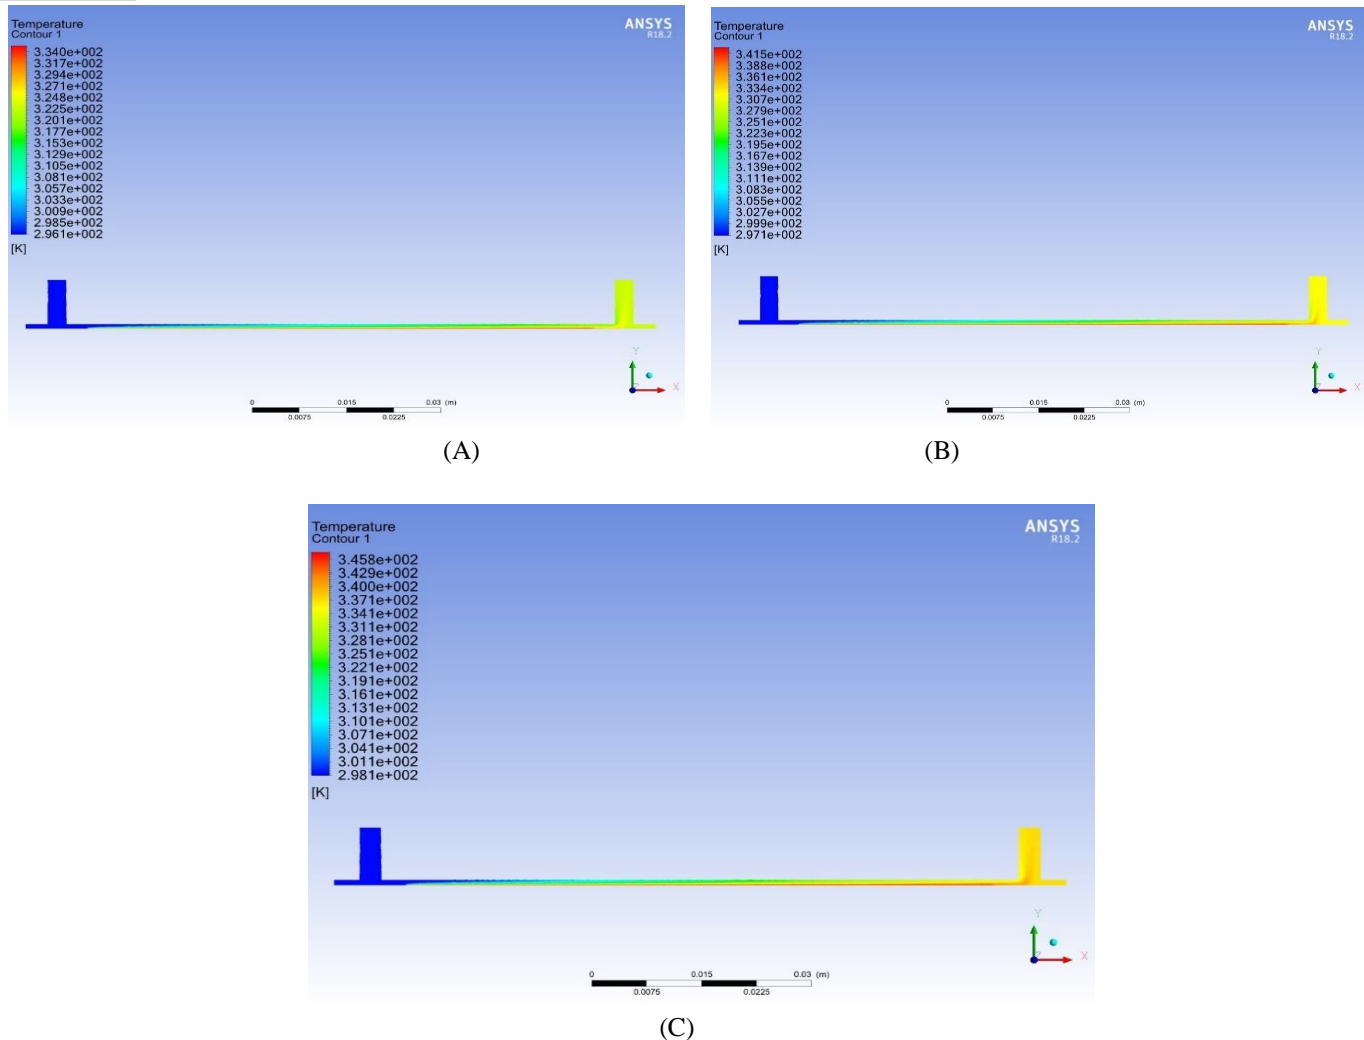 Temperature
Contour 1
3.340e+002
3.317e+002
3.294e+002
3.271e+002
3.248e+002
3.225e+002
3.201e+002
3.177e+002
3.153e+002
3.129e+002
3.105e+002
3.081e+002
3.057e+002
3.033e+002
3.009e+002
2.985e+002
2.961e+002
[K]
ANSYS
R18.2
Y
X
Z
0 0.015 0.03 (m)
0.0075 0.0225
(A)
Temperature
Contour 1
3.415e+002
3.388e+002
3.361e+002
3.334e+002
3.307e+002
3.279e+002
3.251e+002
3.223e+002
3.195e+002
3.167e+002
3.139e+002
3.111e+002
3.083e+002
3.055e+002
3.027e+002
2.999e+002
2.971e+002
[K]
ANSYS
R18.2
Y
X
Z
0 0.015 0.03 (m)
0.0075 0.0225
(B)
Temperature
Contour 1
3.458e+002
3.429e+002
3.400e+002
3.371e+002
3.341e+002
3.311e+002
3.281e+002
3.251e+002
3.221e+002
3.191e+002
3.161e+002
3.131e+002
3.101e+002
3.071e+002
3.041e+002
3.011e+002
2.981e+002
[K]
ANSYS
R18.2
Y
X
Z
0 0.015 0.03 (m)
0.0075 0.0225
(C)